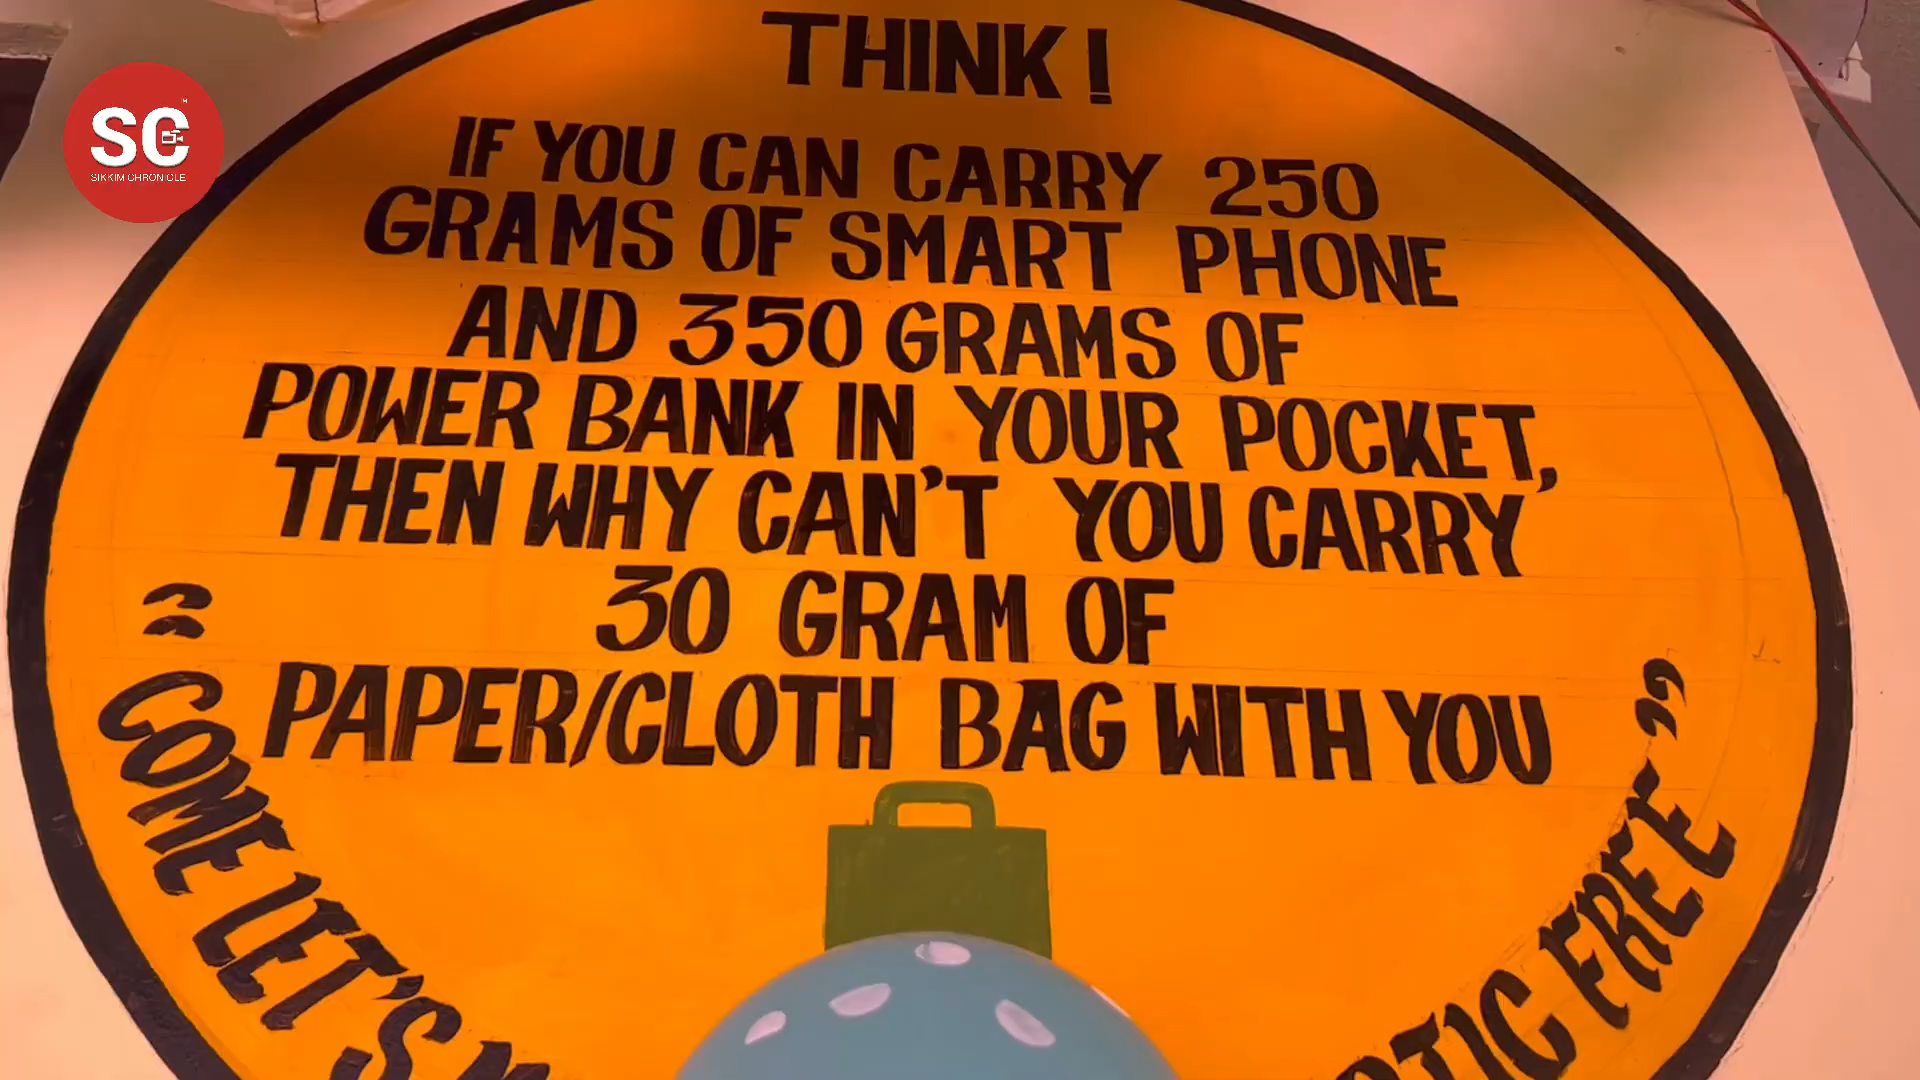 SC
SIKKIM CHRONICLE
THINK!
IF YOU CAN CARRY 250
GRAMS OF SMART PHONE
AND 350 GRAMS OF
POWER BANK IN YOUR POCKET,
THEN WHY CAN'T YOU CARRY
30 GRAM OF
PAPER/CLOTH BAG WITH YOU
“COME LET'S
FREE”